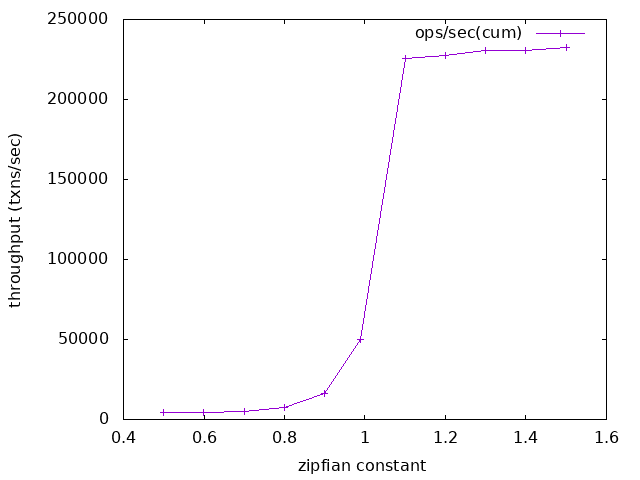 250000
ops/sec(cum)
200000
150000
throughput (txns/sec)
100000
50000
0
0.4 0.6 0.8 1 1.2 1.4 1.6
zipfian constant